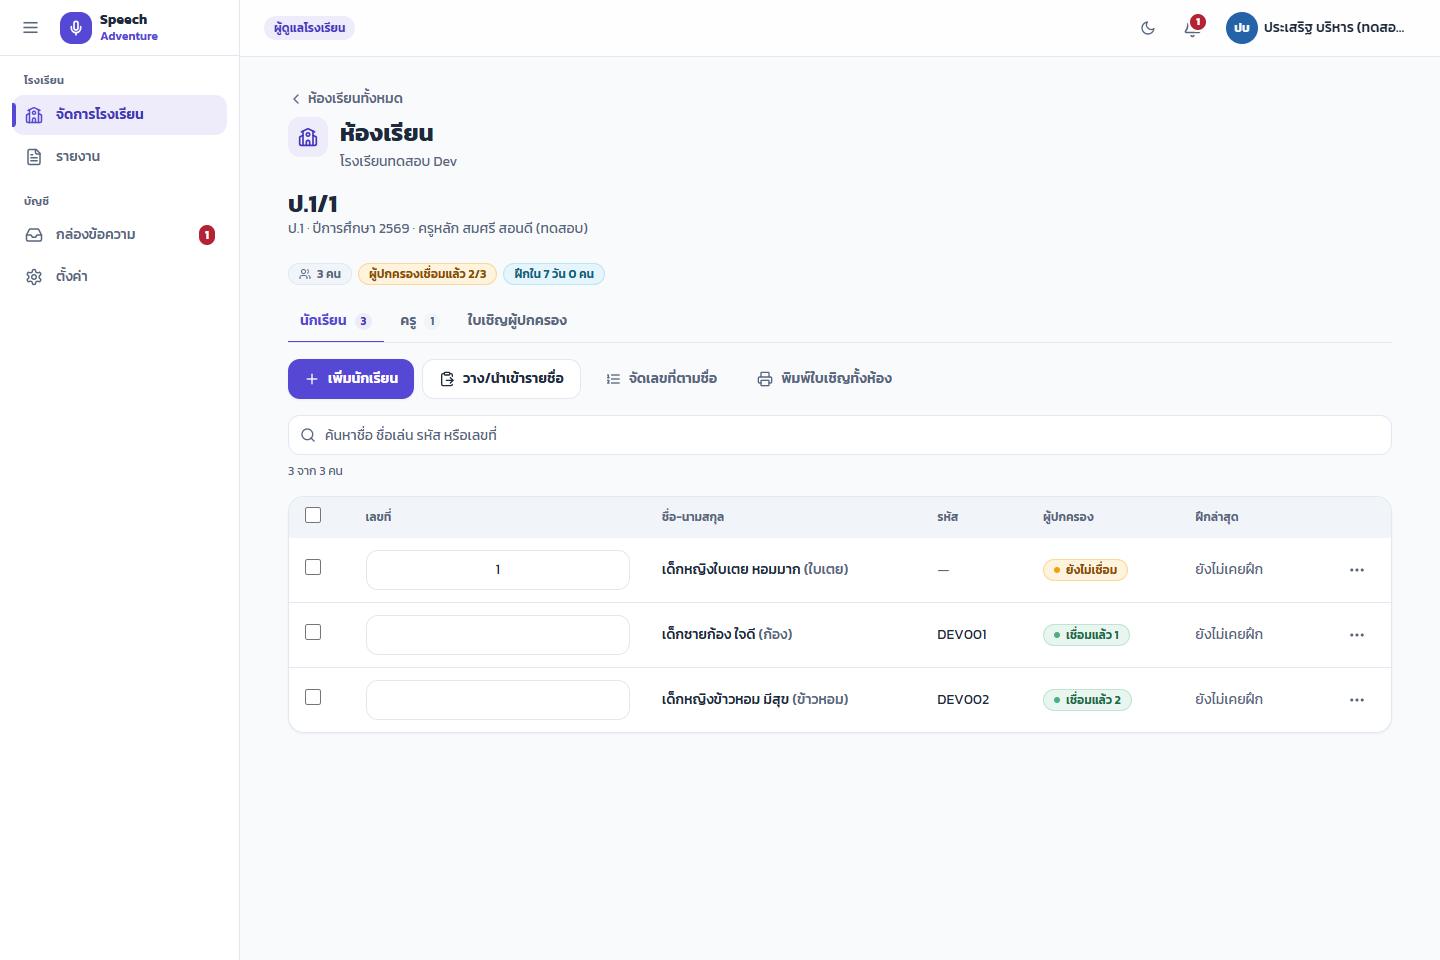 Speech
Adventure
ผู้ดูแลโรงเรียน
1
ปบ
ประเสริฐ บริหาร (ทดสอ...
โรงเรียน
จัดการโรงเรียน
รายงาน
บัญชี
กล่องข้อความ 1
ตั้งค่า
ห้องเรียนทั้งหมด
ห้องเรียน
โรงเรียนทดสอบ Dev
ป.1/1
ป.1 · ปีการศึกษา 2569 · ครูหลัก สมศรี สอนดี (ทดสอบ)
3 คน ผู้ปกครองเชื่อมแล้ว 2/3 ฝึกใน 7 วัน 0 คน
นักเรียน 3 ครู 1 ใบเชิญผู้ปกครอง
เพิ่มนักเรียน วาง/นำเข้ารายชื่อ จัดเลขที่ตามชื่อ พิมพ์ใบเชิญทั้งห้อง
ค้นหาชื่อ ชื่อเล่น รหัส หรือเลขที่
3 จาก 3 คน
เลขที่ ชื่อ-นามสกุล รหัส ผู้ปกครอง ฝึกล่าสุด
1 เด็กหญิงใบเตย หอมมาก (ใบเตย) — ยังไม่เชื่อม ยังไม่เคยฝึก
เด็กชายก้อง ใจดี (ก้อง) DEV001 เชื่อมแล้ว 1 ยังไม่เคยฝึก
เด็กหญิงข้าวหอม มีสุข (ข้าวหอม) DEV002 เชื่อมแล้ว 2 ยังไม่เคยฝึก